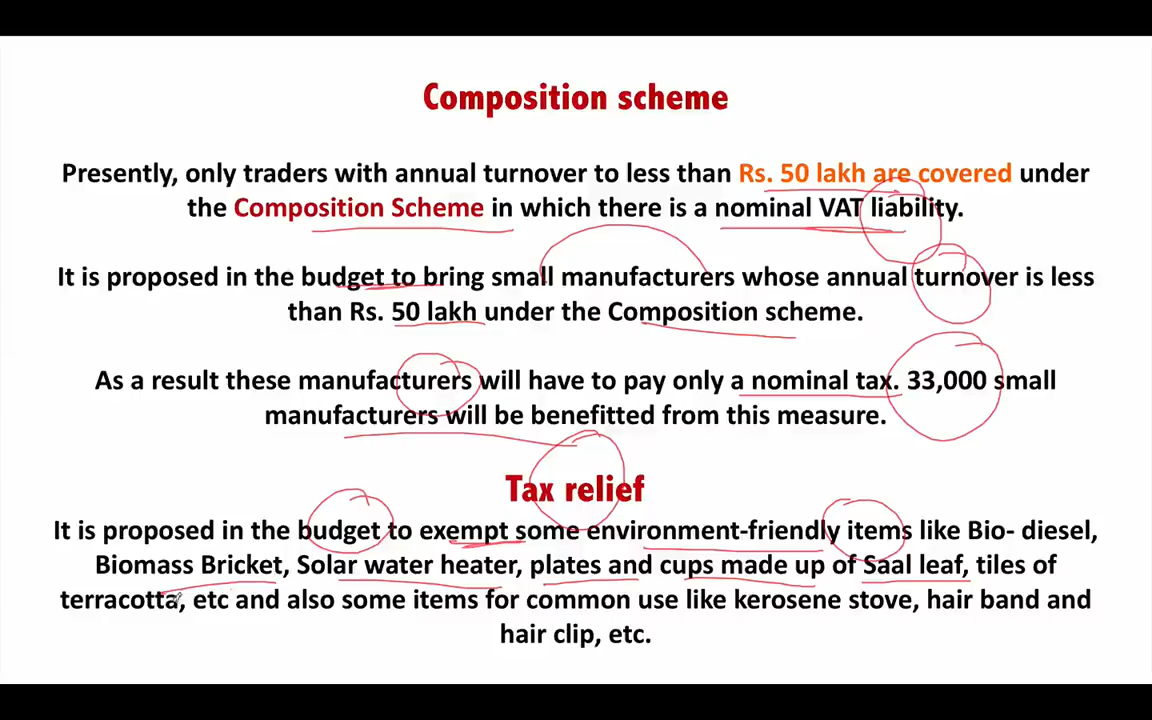 Composition scheme
Presently, only traders with annual turnover to less than Rs. 50 lakh are covered under
the Composition Scheme in which there is a nominal VAT liability.
It is proposed in the budget to bring small manufacturers whose annual turnover is less
than Rs. 50 lakh under the Composition scheme.
As a result these manufacturers will have to pay only a nominal tax. 33,000 small
manufacturers will be benefitted from this measure.
Tax relief
It is proposed in the budget to exempt some environment-friendly items like Bio- diesel,
Biomass Bricket, Solar water heater, plates and cups made up of Saal leaf, tiles of
terracotta, etc and also some items for common use like kerosene stove, hair band and
hair clip, etc.